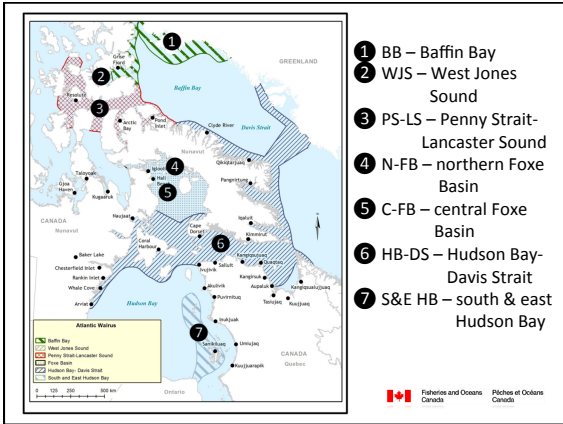 1
GREENLAND
Grise
Fiord
2
Baffin Bay
Resolute
3
Arctic
Bay
Pond Inlet
Clyde River
Davis Strait
Nunavut
4
Igloolik
Hall
5
Qikiqtarjuaq
Pangnirtung
Taloyoak
Gjoa
Haven
Kugaaruk
Naujaat
CANADA
Nunavut
Iqaluit
Cape
Dorset
Kimmirut
6
Coral
Harbour
Baker Lake
Chesterfield Inlet
Rankin Inlet
Whale Cove
Arviat
Ivujivik
Salluit
Kangiqsujuaq
Quaqtaq
Kangirsuk
Aupaluk
Kangiqsualujjuaq
Tasiujaq
Kuujjuaq
Akulivik
Puvirnituq
Hudson Bay
Inukjuak
7
Sanikiluaq
Umiujaq
Kuujjuarapik
CANADA
Quebec
Ontario
Atlantic Walrus
Baffin Bay
West Jones Sound
Penny Strait-Lancaster Sound
Foxe Basin
Hudson Bay- Davis Strait
South and East Hudson Bay
0 125 250 500 km
1 BB – Baffin Bay
2 WJS – West Jones
Sound
3 PS-LS – Penny Strait-
Lancaster Sound
4 N-FB – northern Foxe
Basin
5 C-FB – central Foxe
Basin
6 HB-DS – Hudson Bay-
Davis Strait
7 S&E HB – south & east
Hudson Bay
Fisheries and Oceans
Canada
Pêches et Océans
Canada